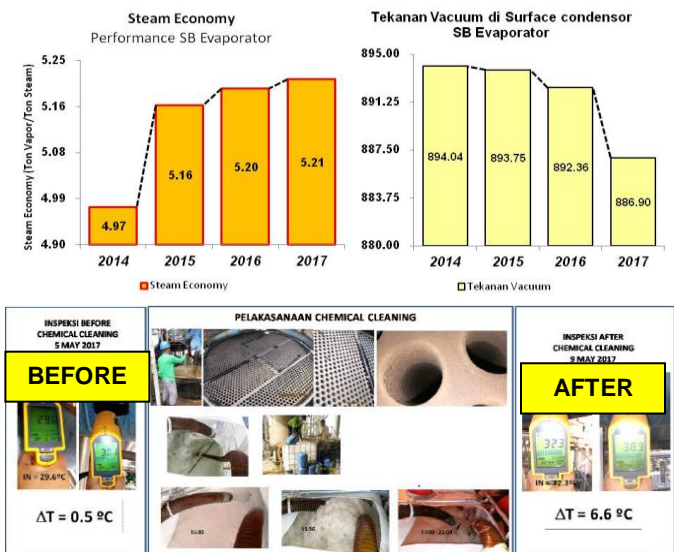 Steam Economy
Performance SB Evaporator
Steam Economy (Ton Vapor/Ton Steam)
5.25
5.16
5.08
4.99
4.90
4.97
5.16
5.20
5.21
2014
2015
2016
2017
Steam Economy
Tekanan Vacuum di Surface condensor
SB Evaporator
895.00
891.25
887.50
883.75
880.00
894.04
893.75
892.36
886.90
2014
2015
2016
2017
Tekanan Vacuum
INSPEKSI BEFORE
CHEMICAL CLEANING
5 MAY 2017
BEFORE
29.6
IN = 29.6°C
ΔT = 0.5 ºC
PELAKASANAAN CHEMICAL CLEANING
INSPEKSI AFTER
CHEMICAL CLEANING
9 MAY 2017
AFTER
32.3
38.9
ΔT = 6.6 ºC